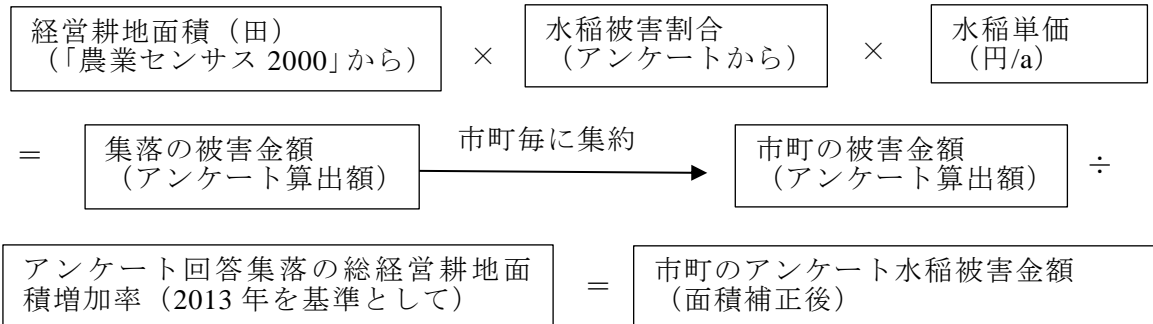 経営耕地面積（田）
（「農業センサス 2000」から）
×
水稲被害割合
（アンケートから）
×
水稲単価
（円/a）
＝
集落の被害金額
（アンケート算出額）
市町毎に集約
市町の被害金額
（アンケート算出額）
÷
アンケート回答集落の総経営耕地面
積増加率（2013 年を基準として）
＝
市町のアンケート水稲被害金額
（面積補正後）